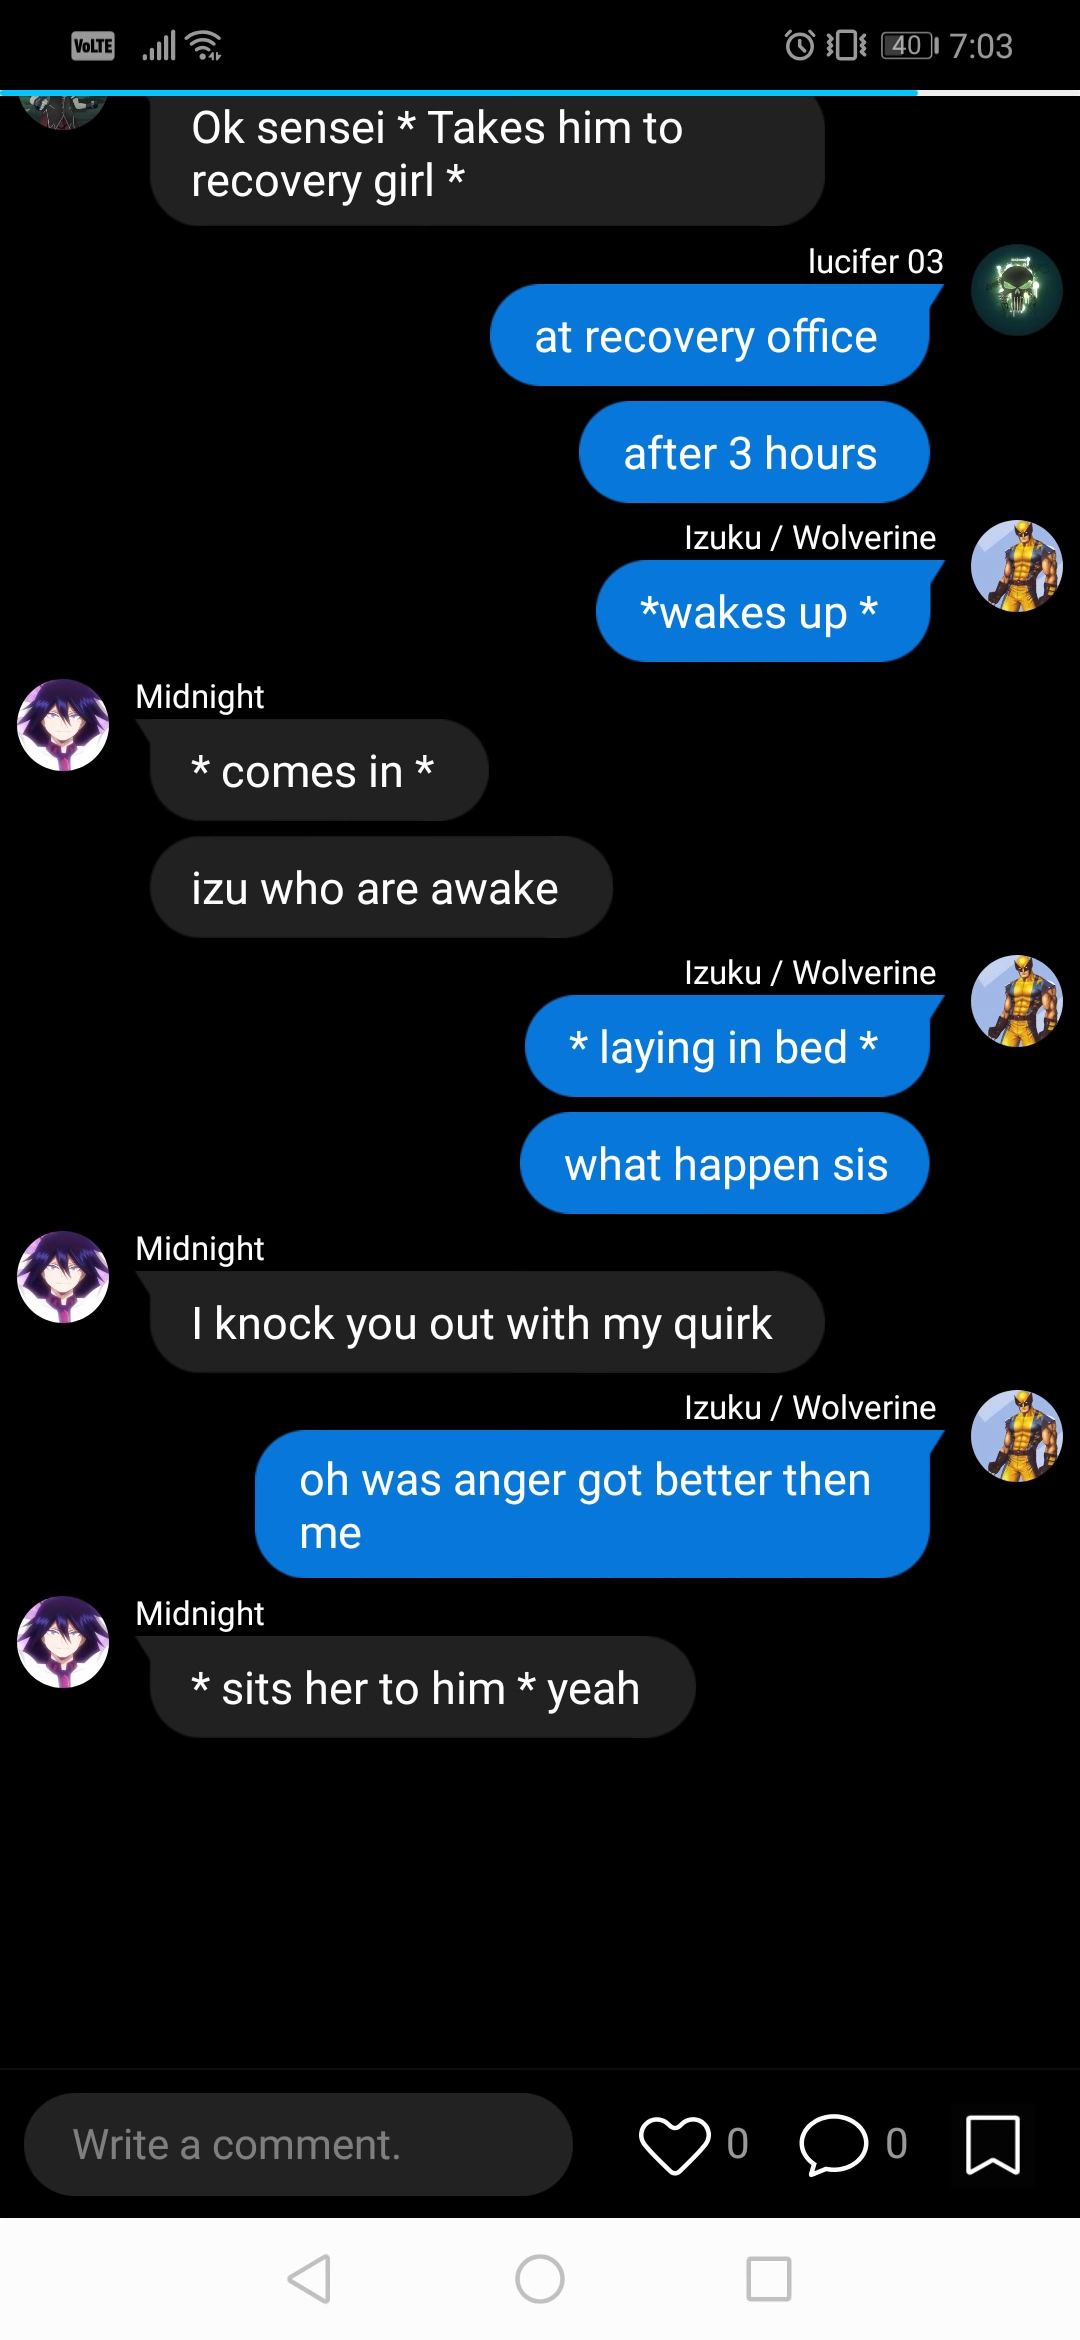 VoLTE 40 7:03
Ok sensei * Takes him to
recovery girl *
lucifer 03
at recovery office
after 3 hours
Izuku / Wolverine
*wakes up *
Midnight
* comes in *
izu who are awake
Izuku / Wolverine
* laying in bed *
what happen sis
Midnight
I knock you out with my quirk
Izuku / Wolverine
oh was anger got better then
me
Midnight
* sits her to him * yeah
Write a comment. 0 0